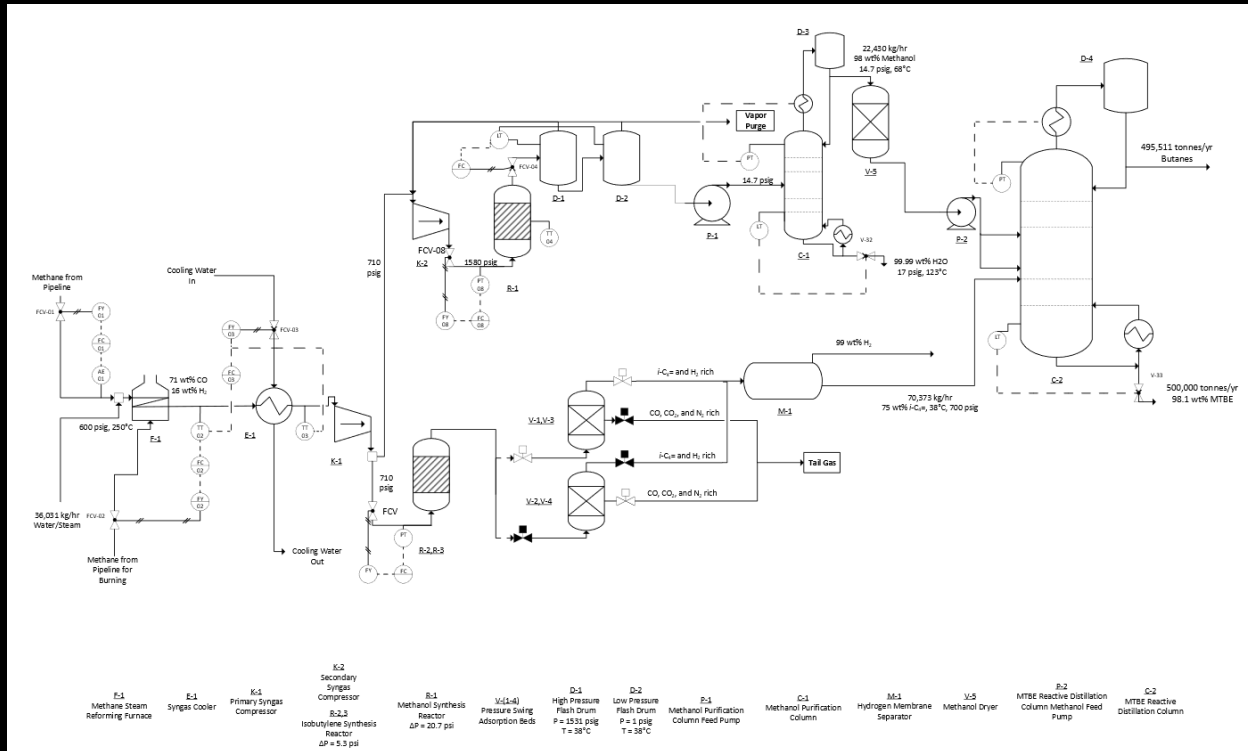 D-3
22,430 kg/hr
98 wt% Methanol
14.7 psig, 68°C
D-4
Vapor
Purge
LT
FC
FCV-04
PT
V-5
PT
495,511 tonnes/yr
Butanes
D-1
D-2
14.7 psig
P-1
LT
V-32
C-1
99.99 wt% H2O
17 psig, 123°C
P-2
TT
04
FCV-08
K-2
1580 psig
R-1
PT
08
FY
08
FC
08
710
psig
Cooling Water
In
Methane from
Pipeline
FCV-01
FY
01
FC
01
AE
01
FY
03
FCV-03
FC
03
71 wt% CO
16 wt% H₂
600 psig, 250°C
F-1
TT
02
E-1
TT
03
K-1
FC
02
FY
02
36,031 kg/hr
Water/Steam
FCV-02
Methane from
Pipeline for
Burning
Cooling Water
Out
710
psig
FCV
PT
FY
FC
R-2,R-3
V-1,V-3
i-C₄= and H₂ rich
CO, CO₂, and N₂ rich
V-2,V-4
i-C₄= and H₂ rich
CO, CO₂, and N₂ rich
Tail Gas
99 wt% H₂
M-1
70,373 kg/hr
75 wt% i-C₄=, 38°C, 700 psig
LT
C-2
V-33
500,000 tonnes/yr
98.1 wt% MTBE
F-1
Methane Steam
Reforming Furnace
E-1
Syngas Cooler
K-1
Primary Syngas
Compressor
K-2
Secondary
Syngas
Compressor
R-2,3
Isobutylene Synthesis
Reactor
ΔP = 5.3 psi
R-1
Methanol Synthesis
Reactor
ΔP = 20.7 psi
V-(1-4)
Pressure Swing
Adsorption Beds
D-1
High Pressure
Flash Drum
P = 1531 psig
T = 38°C
D-2
Low Pressure
Flash Drum
P = 1 psig
T = 38°C
P-1
Methanol Purification
Column Feed Pump
C-1
Methanol Purification
Column
M-1
Hydrogen Membrane
Separator
V-5
Methanol Dryer
P-2
MTBE Reactive Distillation
Column Methanol Feed
Pump
C-2
MTBE Reactive
Distillation Column